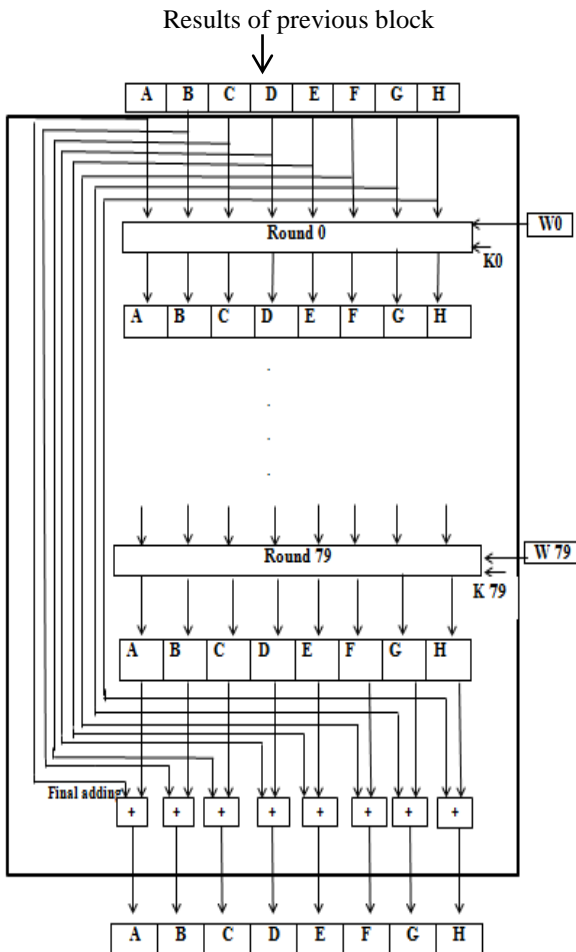 Results of previous block
A B C D E F G H
Round 0
W0
K0
A B C D E F G H
Round 79
W 79
K 79
A B C D E F G H
Final adding
+ + + + + + + +
A B C D E F G H